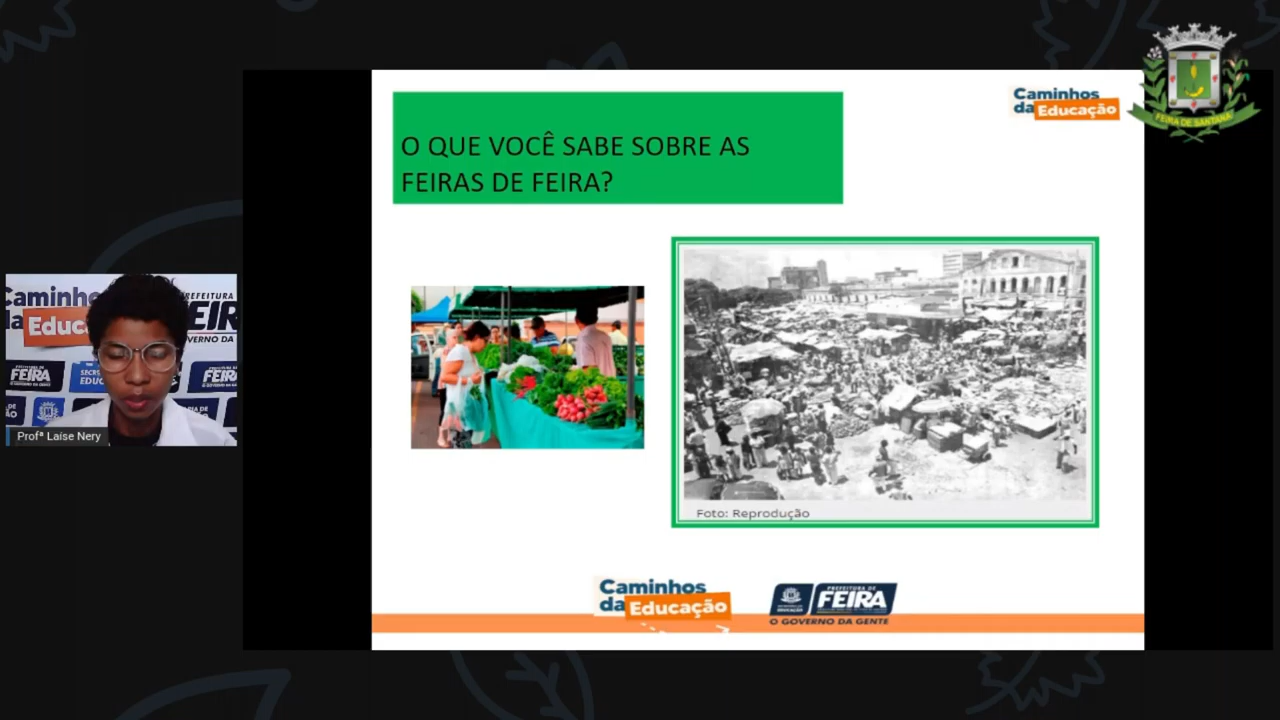 Caminhos
da Educação
FEIRA DE SANTANA
O QUE VOCÊ SABE SOBRE AS
FEIRAS DE FEIRA?
Foto: Reprodução
Caminhos
da Educação
PREFEITURA DE
FEIRA
EDUCAÇÃO
O GOVERNO DA GENTE
Profª Laíse Nery